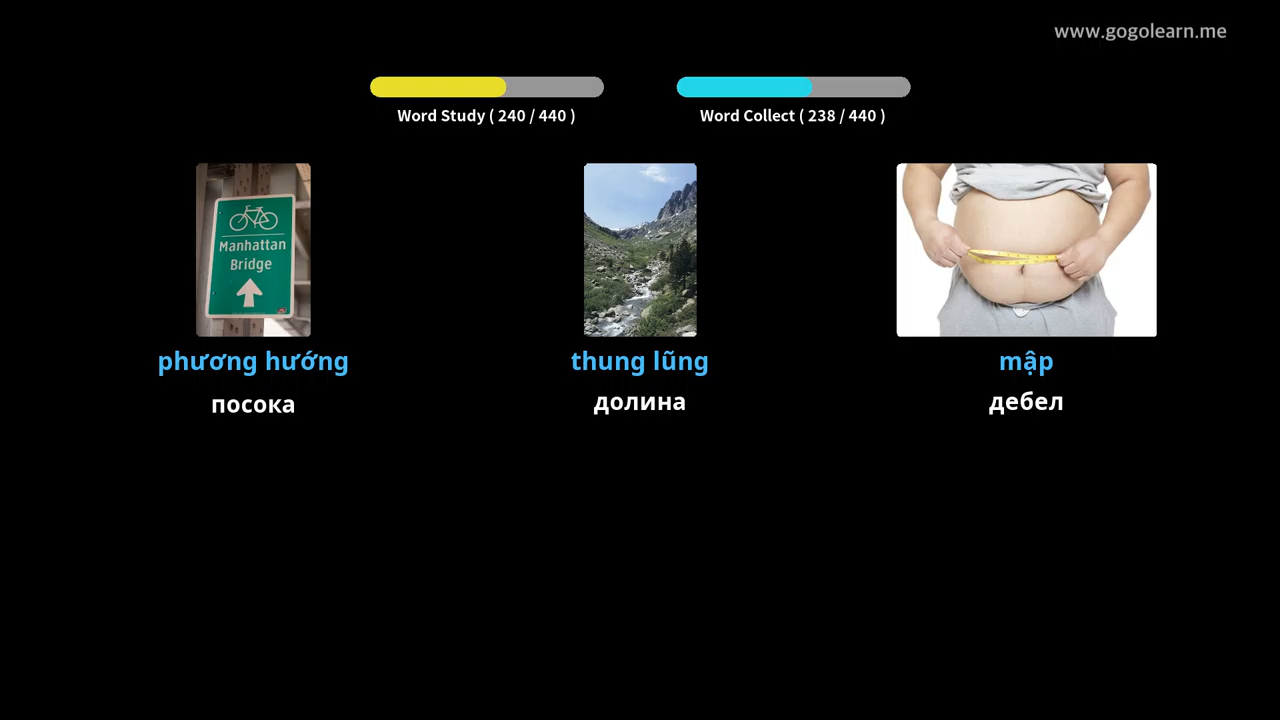 www.gogolearn.me
Word Study ( 240 / 440 )
Word Collect ( 238 / 440 )
Manhattan
Bridge
phương hướng
thung lũng
mập
посока
долина
дебел